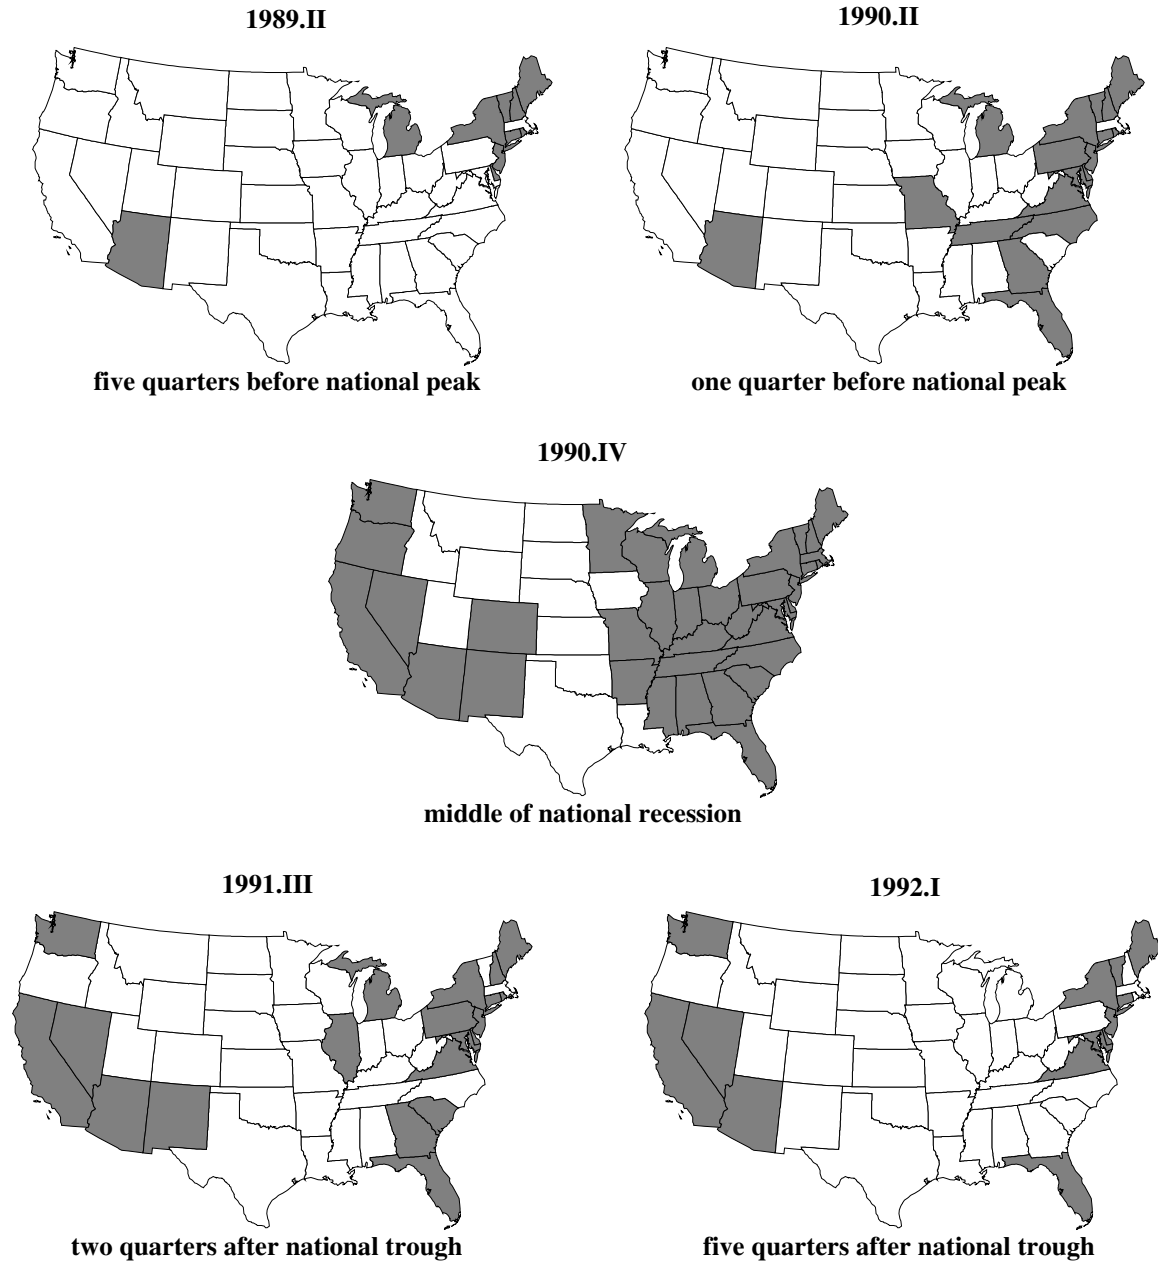 1989.II
1990.II
five quarters before national peak
one quarter before national peak
1990.IV
middle of national recession
1991.III
1992.I
two quarters after national trough
five quarters after national trough